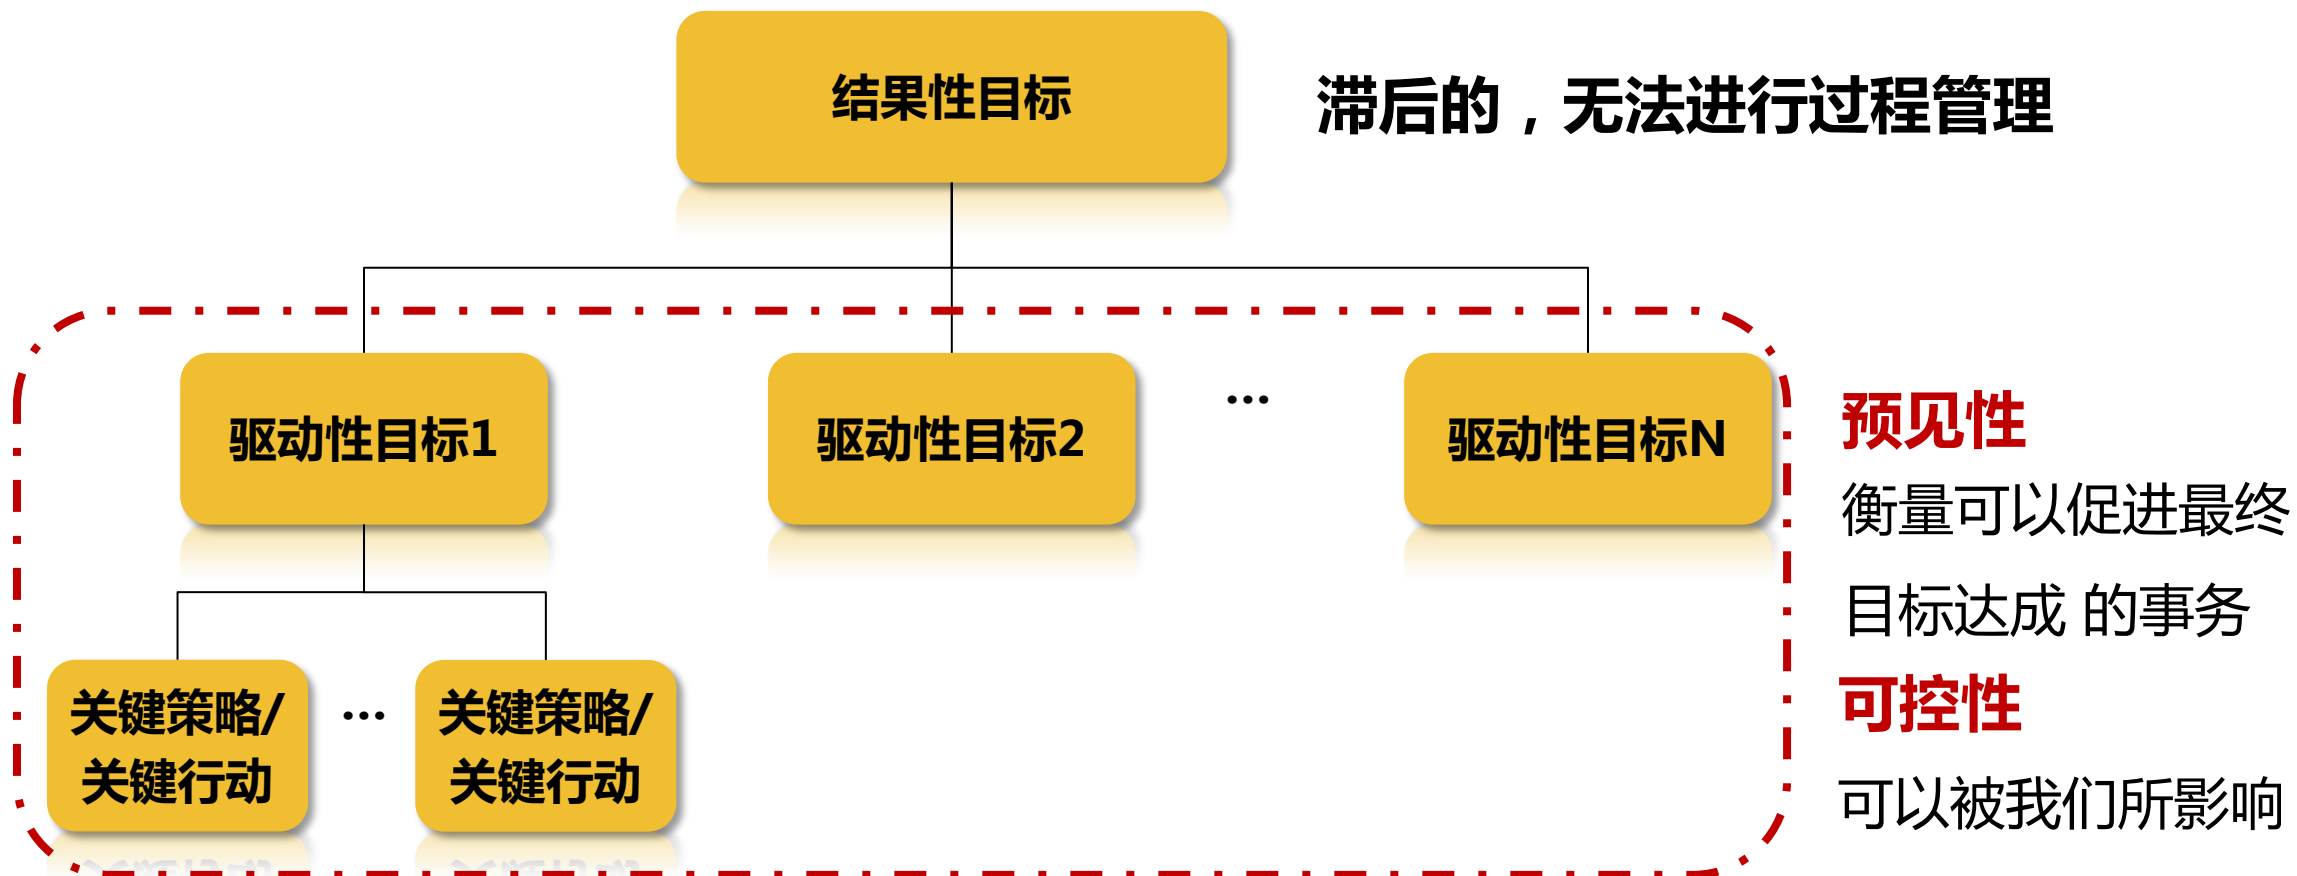 结果性目标
滞后的，无法进行过程管理
驱动性目标1
驱动性目标2
...
驱动性目标N
预见性
衡量可以促进最终
目标达成 的事务
关键策略/
关键行动
...
关键策略/
关键行动
可控性
可以被我们所影响